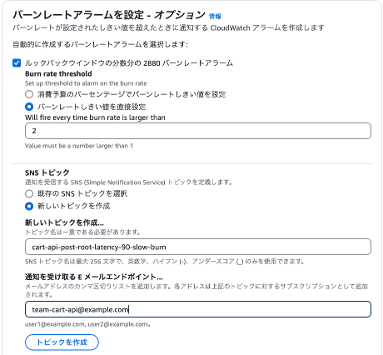 バーンレートアラームを設定 - オプション 情報
バーンレートが設定されたしきい値を超えたときに通知する CloudWatch アラームを作成します
自動的に作成するバーンレートアラームを選択します:
ルックバックウインドウの分数分の 2880 バーンレートアラーム
Burn rate threshold
Set up threshold to alarm on the burn rate
消費予算のパーセンテージでバーンレートしきい値を設定
バーンレートしきい値を直接設定
Will fire every time burn rate is larger than
2
Value must be a number larger than 1
SNS トピック
通知を受信する SNS (Simple Notification Service) トピックを定義します。
既存の SNS トピックを選択
新しいトピックを作成
新しいトピックを作成...
トピック名は一意である必要があります。
cart-api-post-root-latency-90-slow-burn
SNS トピック名は最大 256 文字で、英数字、ハイフン (-)、アンダースコア (_) のみを使用できます。
通知を受け取る E メールエンドポイント...
メールアドレスのカンマ区切りリストを追加します。各アドレスは上記のトピックに対するサブスクリプションとして追加
されます。
team-cart-api@example.com
user1@example.com, user2@example.com。
トピックを作成